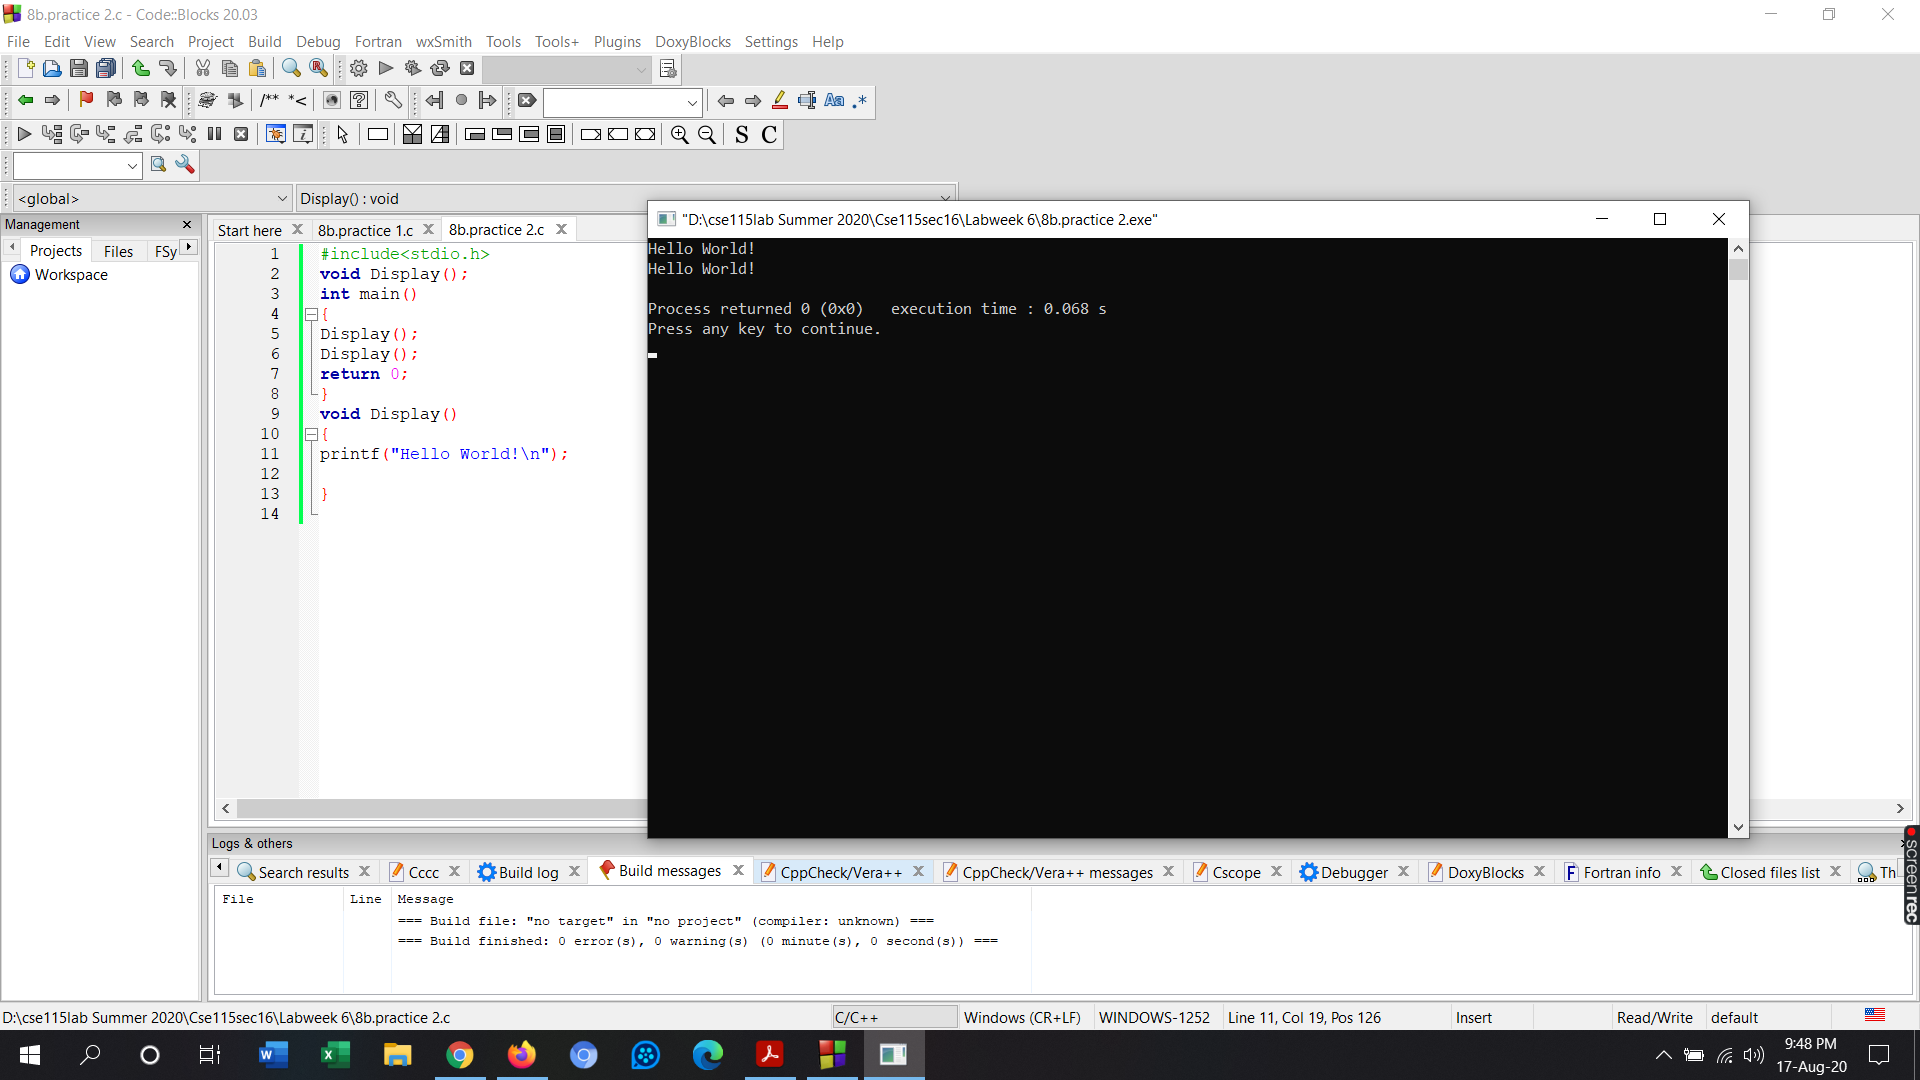 8b.practice 2.c - Code::Blocks 20.03
File Edit View Search Project Build Debug Fortran wxSmith Tools Tools+ Plugins DoxyBlocks Settings Help
/** *<
Aa .*
S C
<global> Display() : void
Management
Projects Files FSy
Workspace
Start here 8b.practice 1.c 8b.practice 2.c
1 #include<stdio.h>
2 void Display();
3 int main()
4 {
5 Display();
6 Display();
7 return 0;
8 }
9 void Display()
10 {
11 printf("Hello World!\n");
12
13 }
14
"D:\cse115lab Summer 2020\Cse115sec16\Labweek 6\8b.practice 2.exe"
Hello World!
Hello World!
Process returned 0 (0x0) execution time : 0.068 s
Press any key to continue.
Logs & others
Search results Cccc Build log Build messages CppCheck/Vera++ CppCheck/Vera++ messages Cscope Debugger DoxyBlocks Fortran info Closed files list Th
File Line Message
=== Build file: "no target" in "no project" (compiler: unknown) ===
=== Build finished: 0 error(s), 0 warning(s) (0 minute(s), 0 second(s)) ===
screenrec
D:\cse115lab Summer 2020\Cse115sec16\Labweek 6\8b.practice 2.c C/C++ Windows (CR+LF) WINDOWS-1252 Line 11, Col 19, Pos 126 Insert Read/Write default
9:48 PM
17-Aug-20